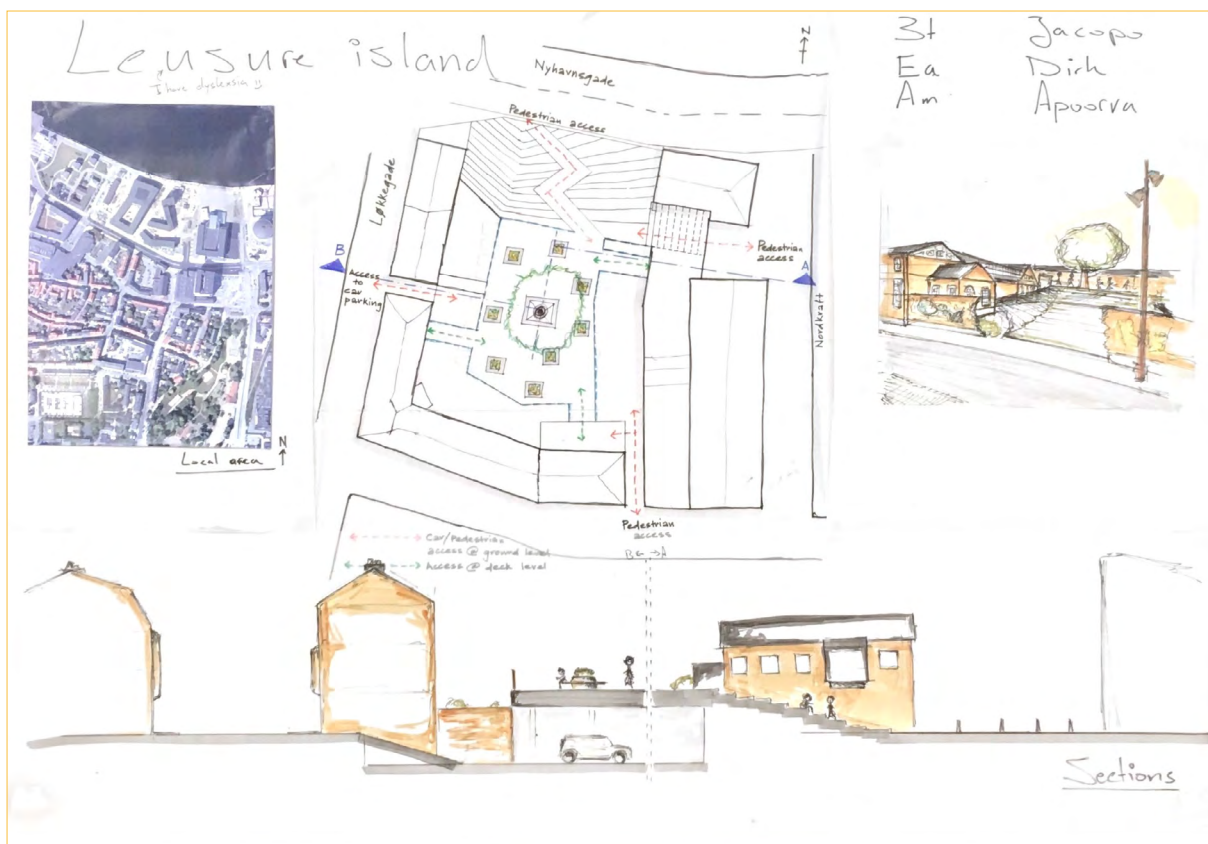 Leusure island
I have dyslexia
3t Jacopo
Ea Dirk
Am Apoorva
N
Nyhavnsgade
Pedestrian access
Løkkegade
B
Access
to
car
parking
Pedestrian
access
A
Nordkraft
Pedestrian
access
Local area
N
Car/Pedestrian
access @ ground level
Access @ deck level
B A
Sections